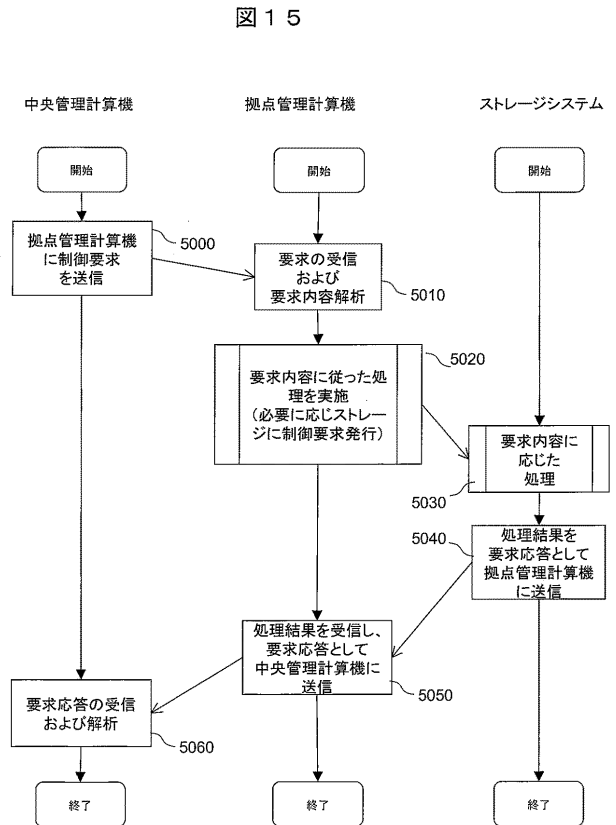 図15
中央管理計算機
拠点管理計算機
ストレージシステム
開始
開始
開始
拠点管理計算機
に制御要求
を送信
5000
要求の受信
および
要求内容解析
5010
要求内容に従った処
理を実施
(必要に応じストレー
ジに制御要求発行)
5020
要求内容に
応じた
処理
5030
処理結果を
要求応答として
拠点管理計算機
に送信
5040
処理結果を受信し、
要求応答として
中央管理計算機に
送信
5050
要求応答の受信
および解析
5060
終了
終了
終了